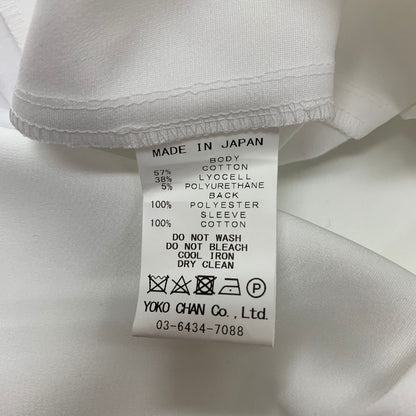 MADE IN JAPAN
BODY
57% COTTON
38% LYOCELL
5% POLYURETHANE
BACK
100% POLYESTER
SLEEVE
100% COTTON
DO NOT WASH
DO NOT BLEACH
COOL IRON
DRY CLEAN
P
YOKO CHAN Co., Ltd.
03-6434-7088